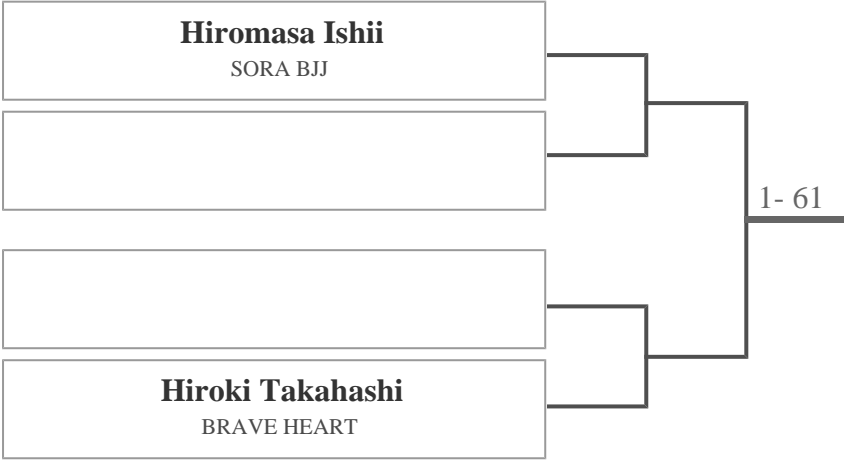 Hiromasa Ishii
SORA BJJ
1- 61
Hiroki Takahashi
BRAVE HEART